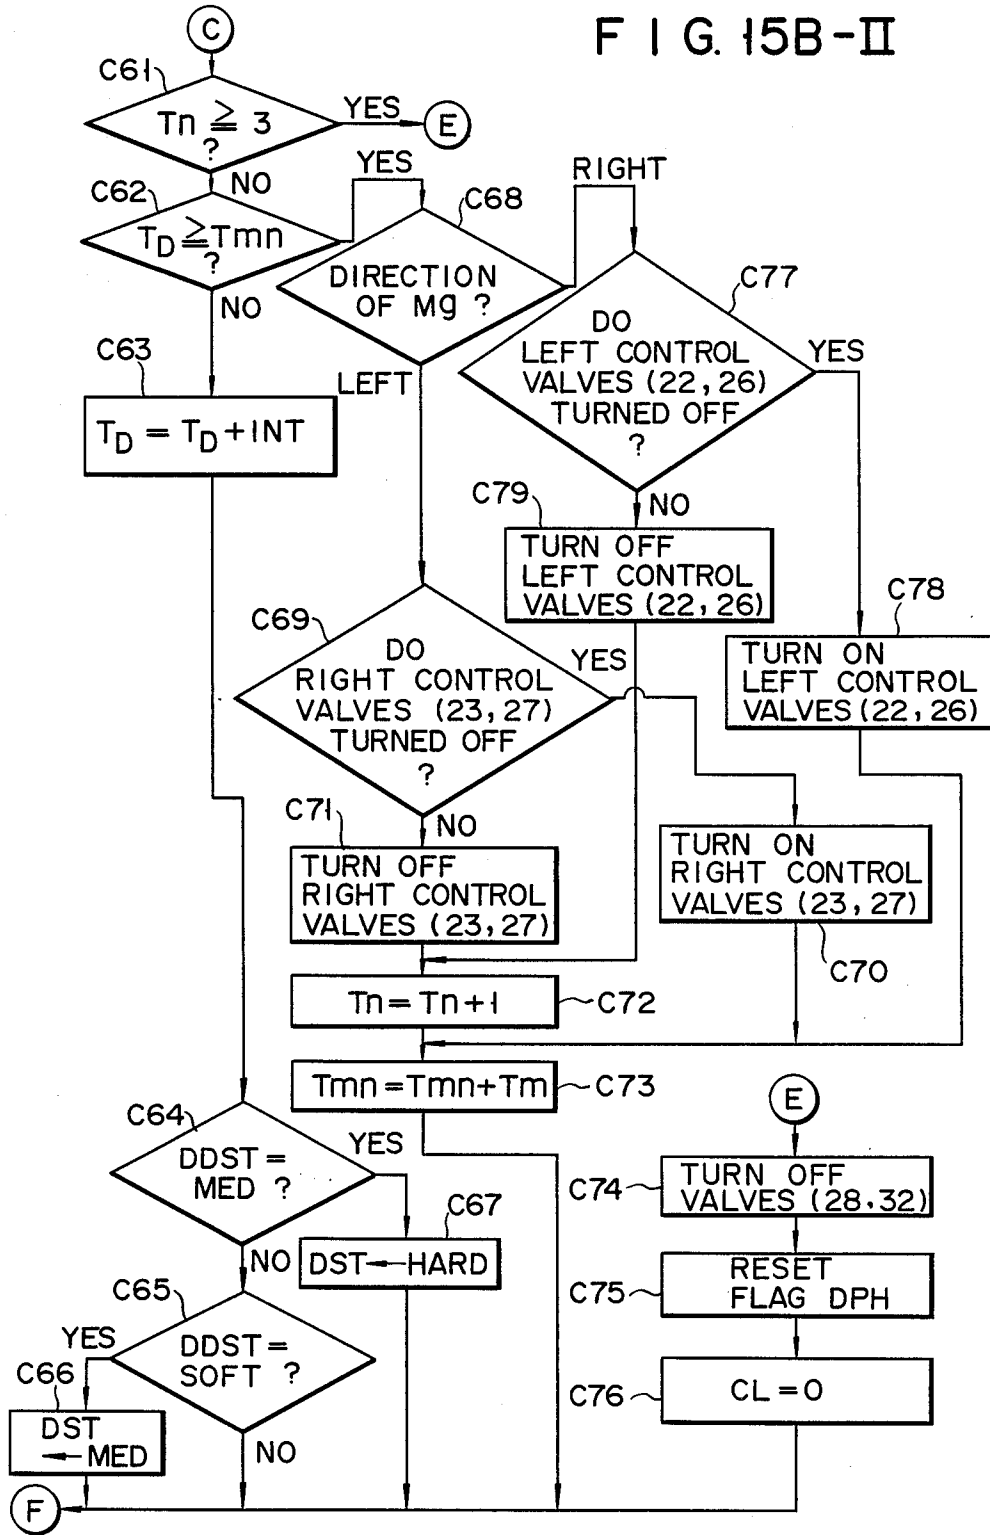 FIG. 15B-II
C
C61
Tn ≧ 3
?
YES
E
NO
C62
TD ≧ Tmn
?
YES
NO
C68
DIRECTION
OF Mg ?
RIGHT
LEFT
C77
DO
LEFT CONTROL
VALVES (22, 26)
TURNED OFF
?
YES
NO
C63
TD = TD + INT
C79
TURN OFF
LEFT CONTROL
VALVES (22, 26)
C78
TURN ON
LEFT CONTROL
VALVES (22, 26)
C69
DO
RIGHT CONTROL
VALVES (23, 27)
TURNED OFF
?
YES
NO
C71
TURN OFF
RIGHT CONTROL
VALVES (23, 27)
TURN ON
RIGHT CONTROL
VALVES (23, 27)
C70
Tn = Tn + 1
C72
Tmn = Tmn + Tm
C73
C64
DDST =
MED ?
YES
NO
C67
DST ← HARD
C65
DDST =
SOFT ?
YES
NO
C66
DST
← MED
F
E
C74
TURN OFF
VALVES (28.32)
C75
RESET
FLAG DPH
C76
CL = 0